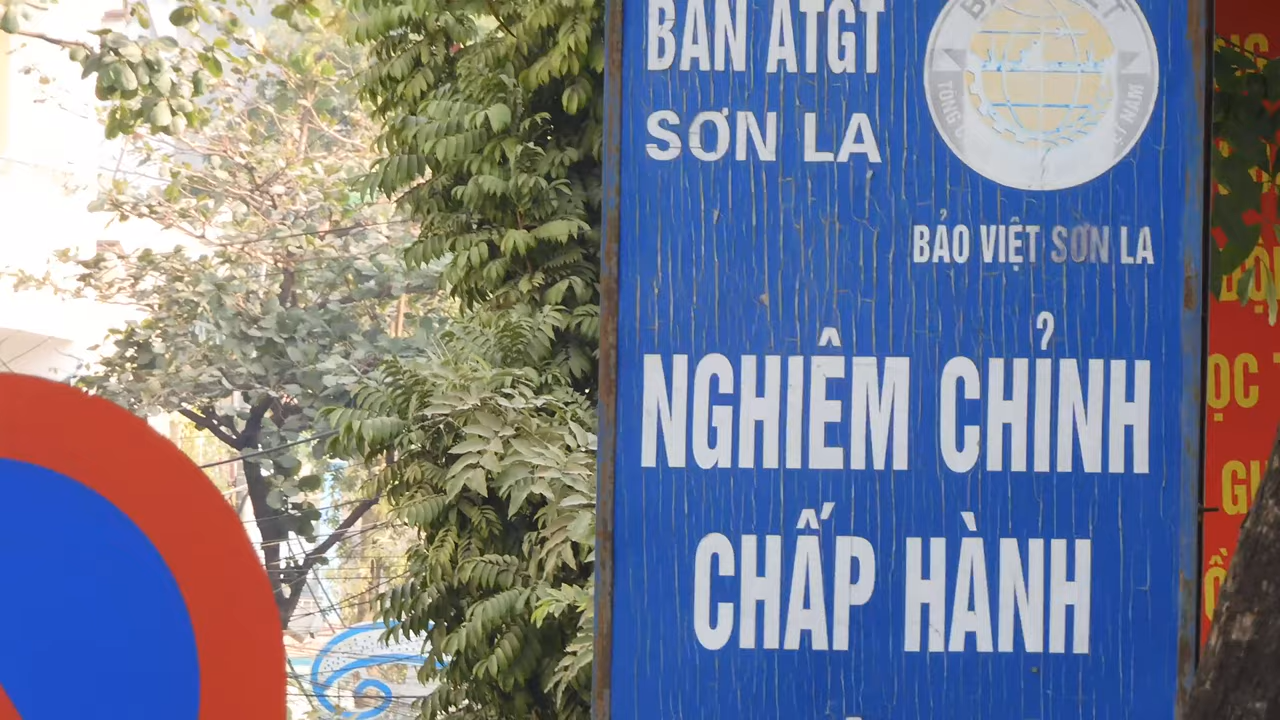 BAN ATGT
SƠN LA
BẢO VIỆT SƠN LA
NGHIÊM CHỈNH
CHẤP HÀNH